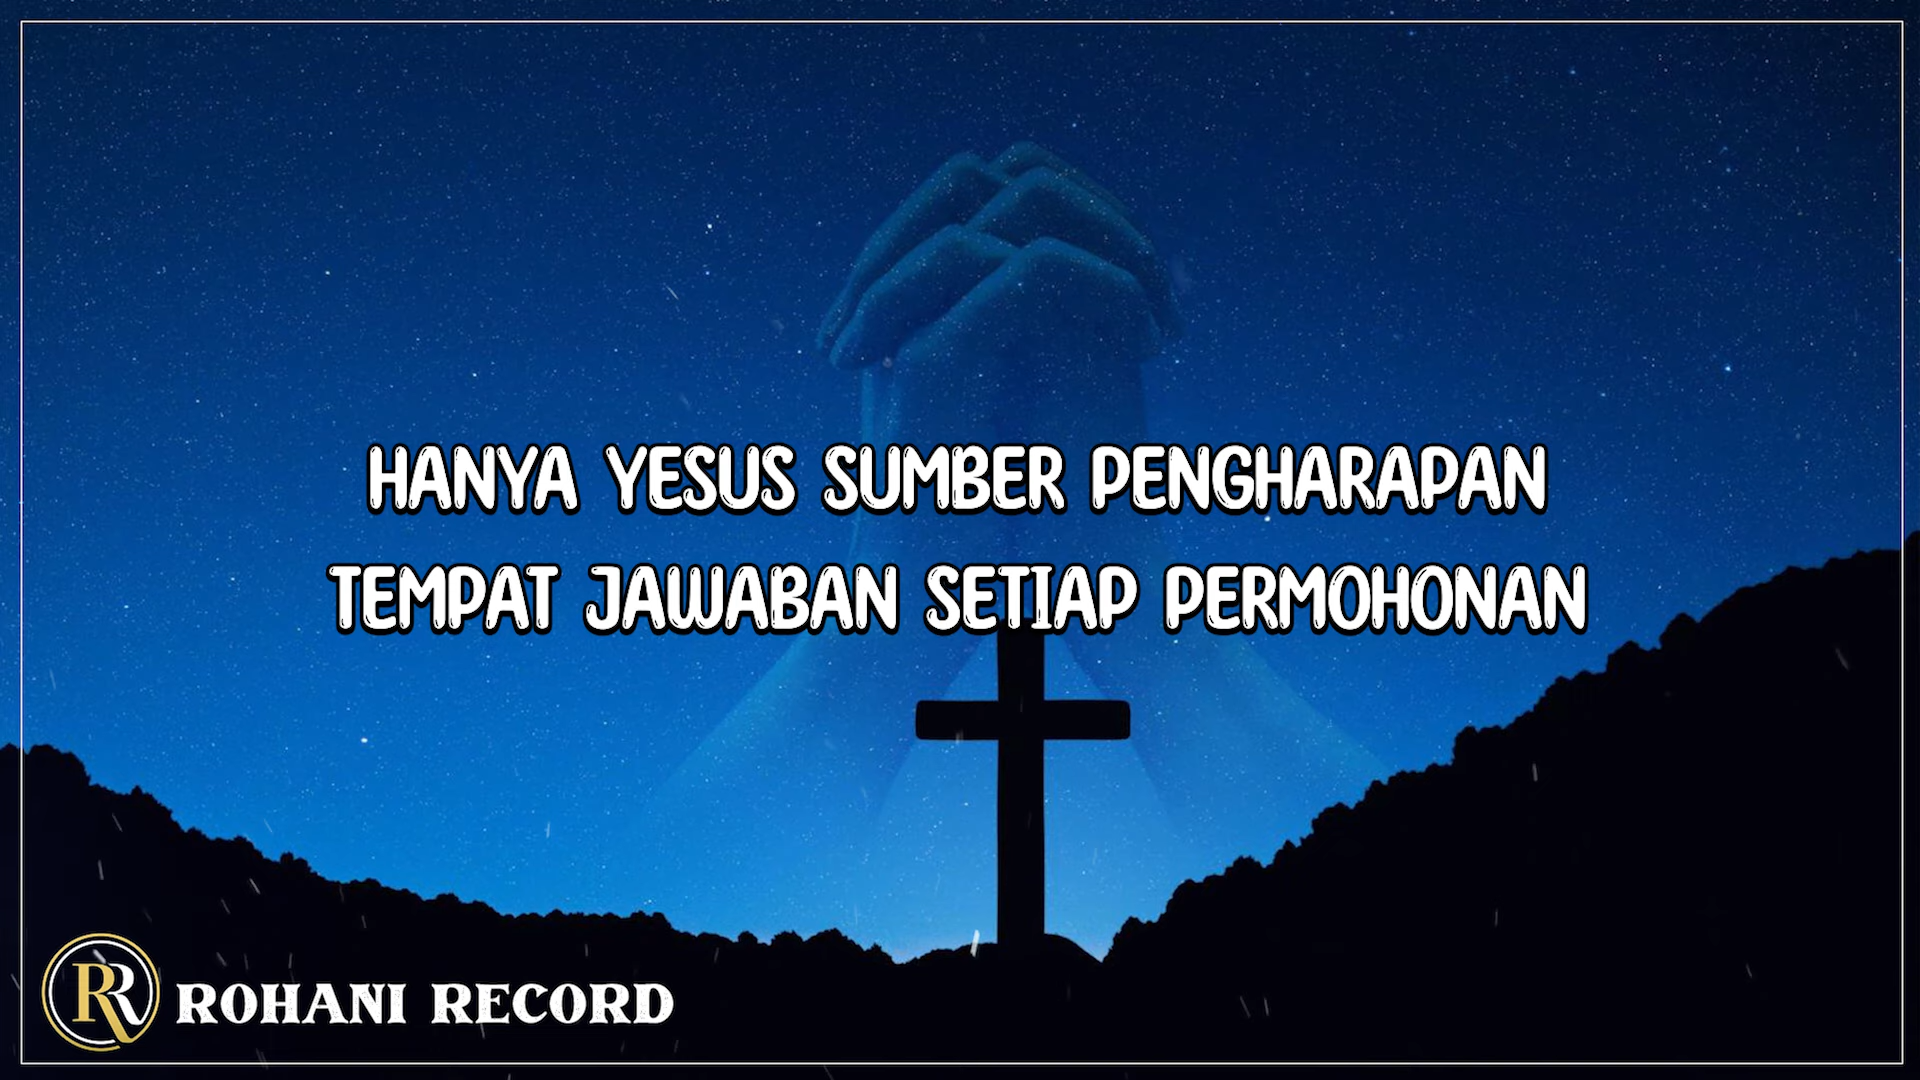 HANYA YESUS SUMBER PENGHARAPAN
TEMPAT JAWABAN SETIAP PERMOHONAN
RR ROHANI RECORD